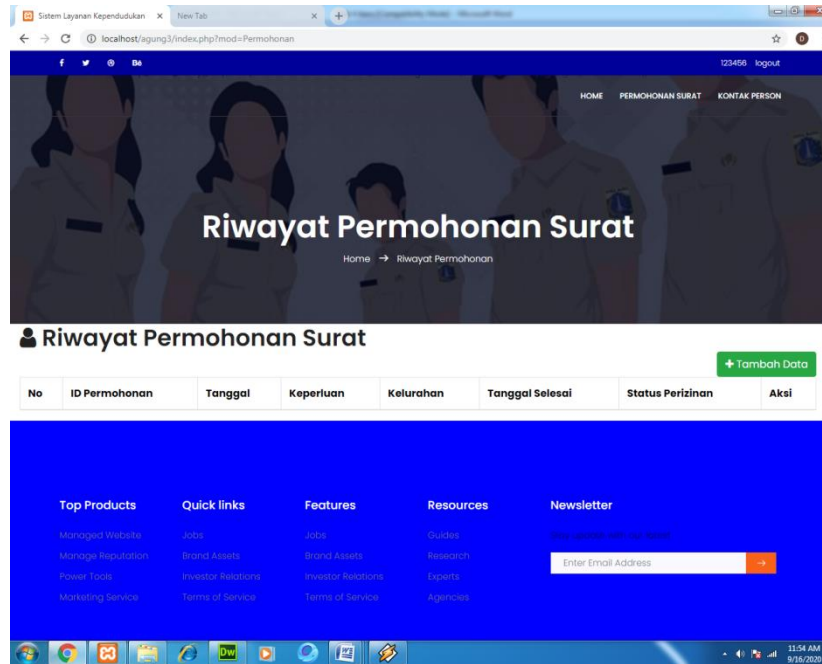 Sistem Layanan Kependudukan
New Tab
localhost/agung3/index.php?mod=Permohonan
D
f
Bē
123456 logout
HOME PERMOHONAN SURAT KONTAK PERSON
Riwayat Permohonan Surat
Home → Riwayat Permohonan
Riwayat Permohonan Surat
+ Tambah Data
No ID Permohonan Tanggal Keperluan Kelurahan Tanggal Selesai Status Perizinan Aksi
Top Products Quick links Features Resources Newsletter
Managed Website Jobs Jobs Guides
Manage Reputation Brand Assets Brand Assets Research
Enter Email Address →
Power Tools Investor Relations Investor Relations Experts
Marketing Service Terms of Service Terms of Service Agencies
Dw
11:54 AM
9/16/2020